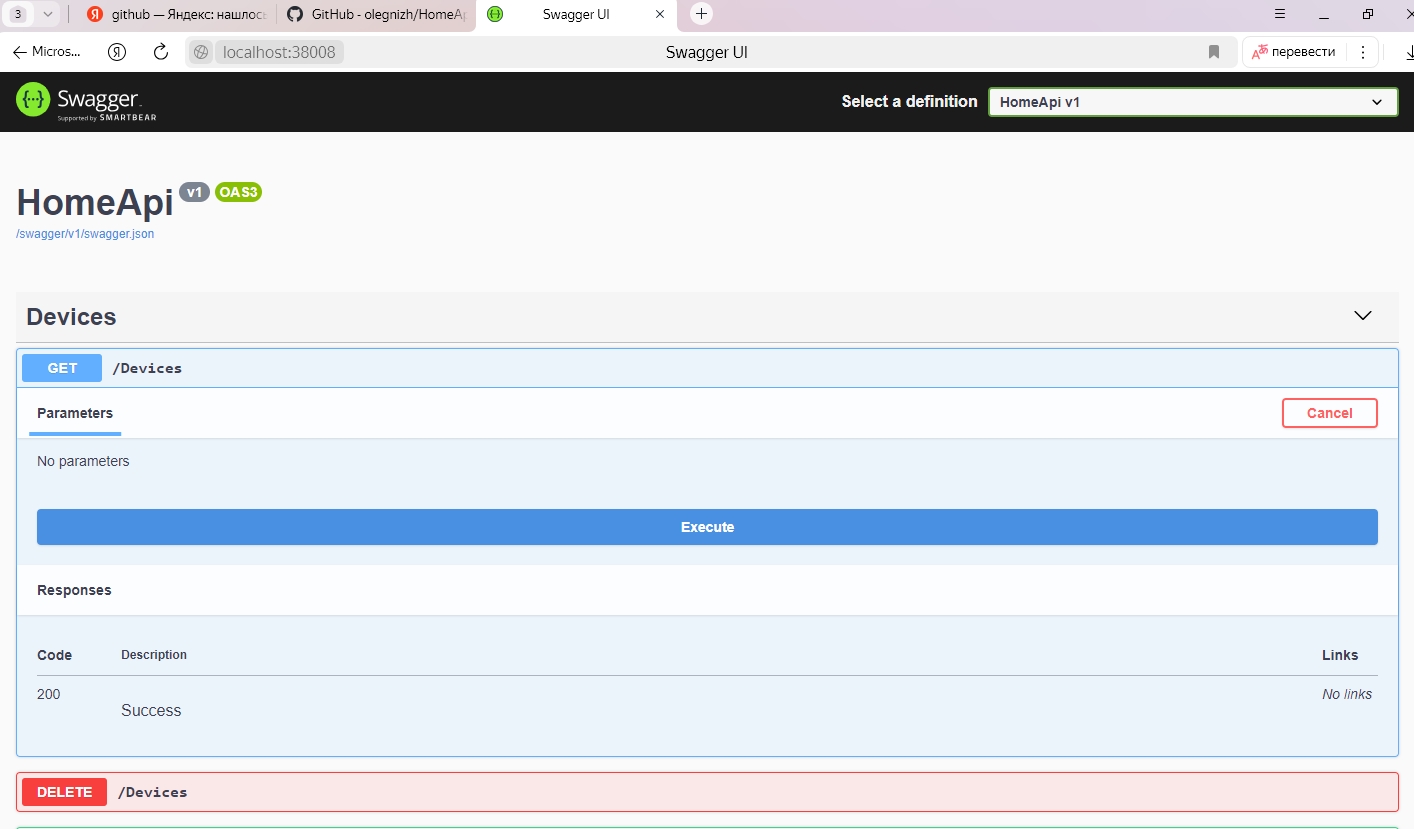 3
github — Яндекс: нашлось
GitHub - olegnizh/HomeAp
Swagger UI
Micros...
localhost:38008
Swagger UI
перевести
Swagger.
Supported by SMARTBEAR
Select a definition
HomeApi v1
HomeApi v1 OAS3
/swagger/v1/swagger.json
Devices
GET /Devices
Parameters
Cancel
No parameters
Execute
Responses
Code Description Links
200 No links
Success
DELETE /Devices